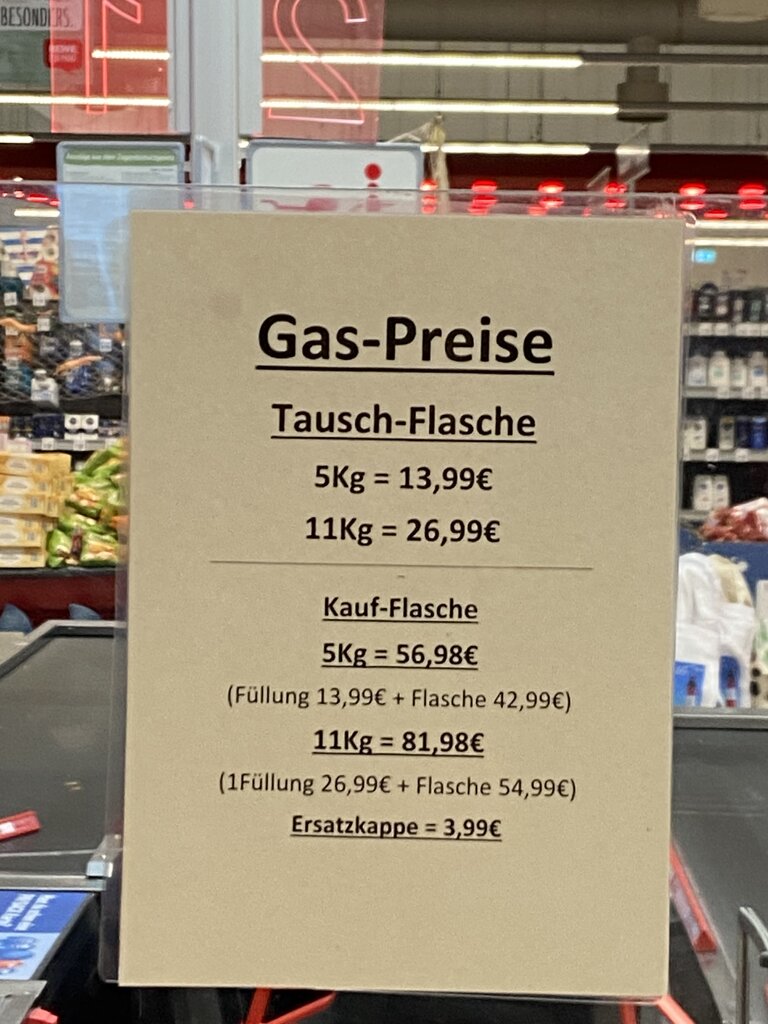 BESONDERS.
Gas-Preise
Tausch-Flasche
5Kg = 13,99€
11Kg = 26,99€
Kauf-Flasche
5Kg = 56,98€
(Füllung 13,99€ + Flasche 42,99€)
11Kg = 81,98€
(1Füllung 26,99€ + Flasche 54,99€)
Ersatzkappe = 3,99€